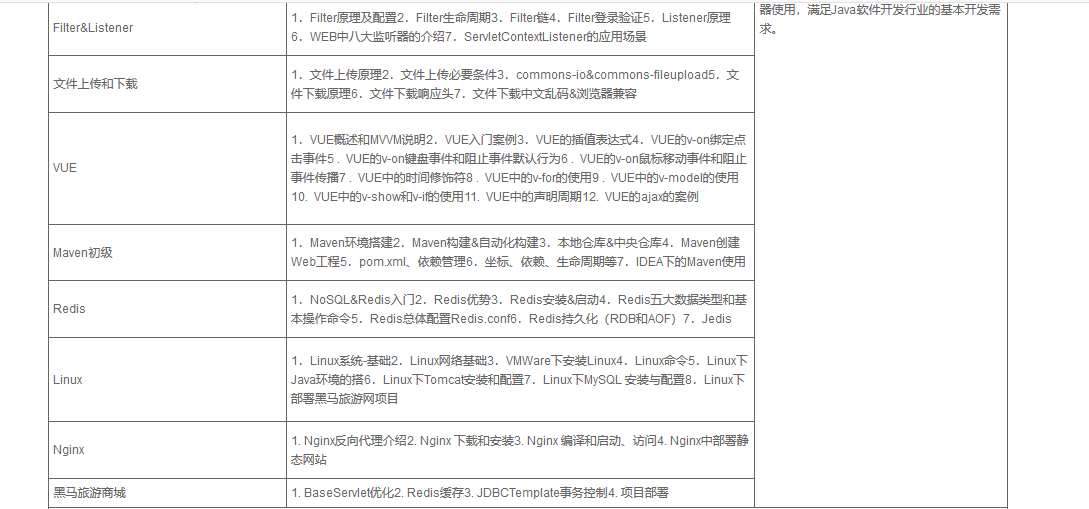 器使用，满足Java软件开发行业的基本开发需
求。
Filter&Listener
1．Filter原理及配置2．Filter生命周期3．Filter链4．Filter登录验证5．Listener原理
6．WEB中八大监听器的介绍7．ServletContextListener的应用场景
文件上传和下载
1．文件上传原理2．文件上传必要条件3．commons-io&commons-fileupload5．文
件下载原理6．文件下载响应头7．文件下载中文乱码&浏览器兼容
VUE
1．VUE概述和MVVM说明2．VUE入门案例3．VUE的插值表达式4．VUE的v-on绑定点
击事件5 . VUE的v-on键盘事件和阻止事件默认行为6 . VUE的v-on鼠标移动事件和阻止
事件传播7 . VUE中的时间修饰符8 . VUE中的v-for的使用9 . VUE中的v-model的使用
10. VUE中的v-show和v-if的使用11. VUE中的声明周期12. VUE的ajax的案例
Maven初级
1．Maven环境搭建2．Maven构建&自动化构建3．本地仓库&中央仓库4．Maven创建
Web工程5．pom.xml、依赖管理6．坐标、依赖、生命周期等7．IDEA下的Maven使用
Redis
1．NoSQL&Redis入门2．Redis优势3．Redis安装&启动4．Redis五大数据类型和基
本操作命令5．Redis总体配置Redis.conf6．Redis持久化（RDB和AOF）7．Jedis
Linux
1．Linux系统-基础2．Linux网络基础3．VMWare下安装Linux4．Linux命令5．Linux下
Java环境的搭6．Linux下Tomcat安装和配置7．Linux下MySQL 安装与配置8．Linux下
部署黑马旅游网项目
Nginx
1. Nginx反向代理介绍2. Nginx 下载和安装3. Nginx 编译和启动、访问4. Nginx中部署静
态网站
黑马旅游商城
1. BaseServlet优化2. Redis缓存3. JDBCTemplate事务控制4. 项目部署